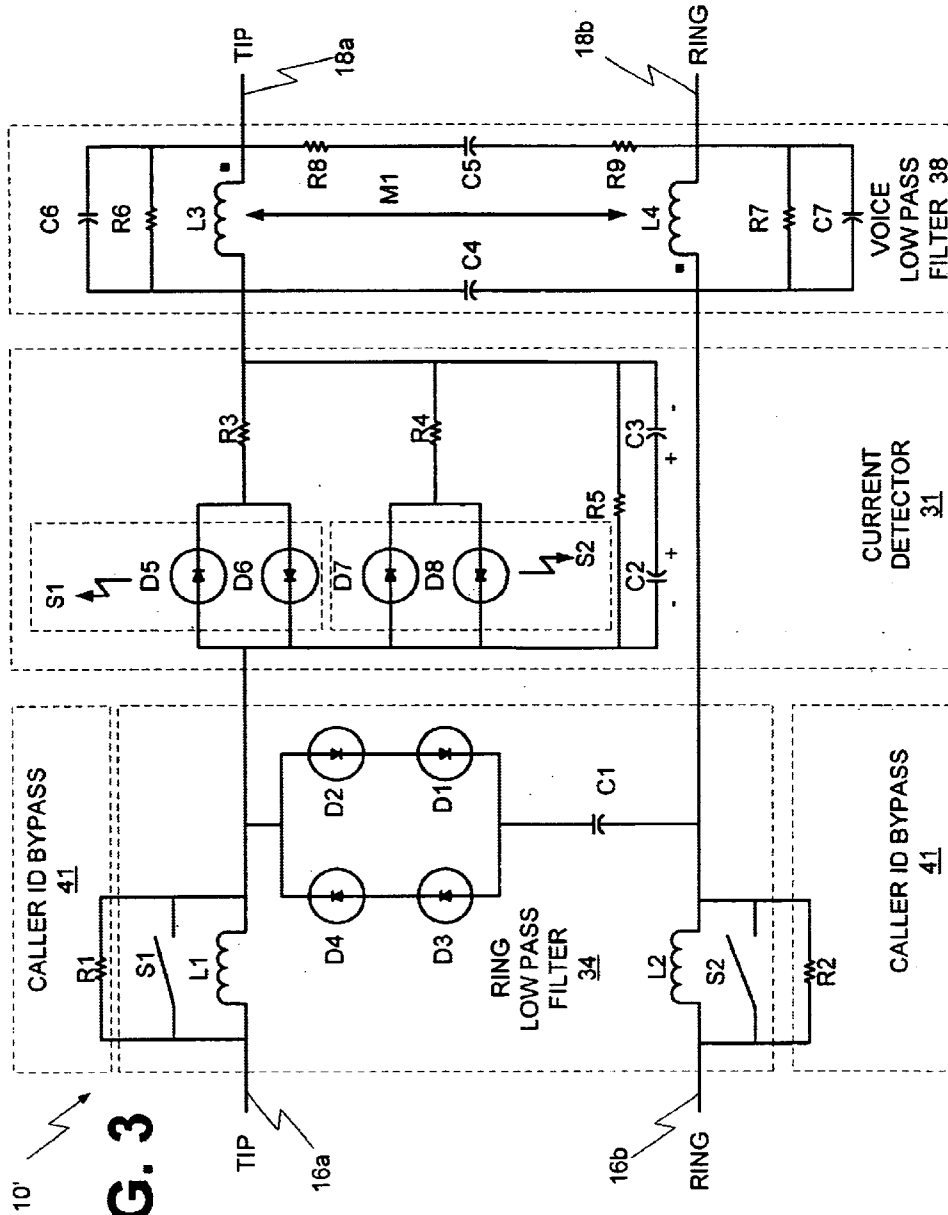 10'
G. 3
TIP
16a
16b
RING
CALLER ID BYPASS
41
R1
S1
L1
D4
D2
D3
D1
RING
LOW PASS
FILTER
34
C1
L2
S2
R2
CALLER ID BYPASS
41
S1
D5
D6
R3
D7
D8
R4
S2
R5
C2
C3
-
+
+
-
CURRENT
DETECTOR
31
C6
R6
L3
R8
M1
C4
C5
R9
L4
R7
C7
VOICE
LOW PASS
FILTER 38
TIP
18a
18b
RING